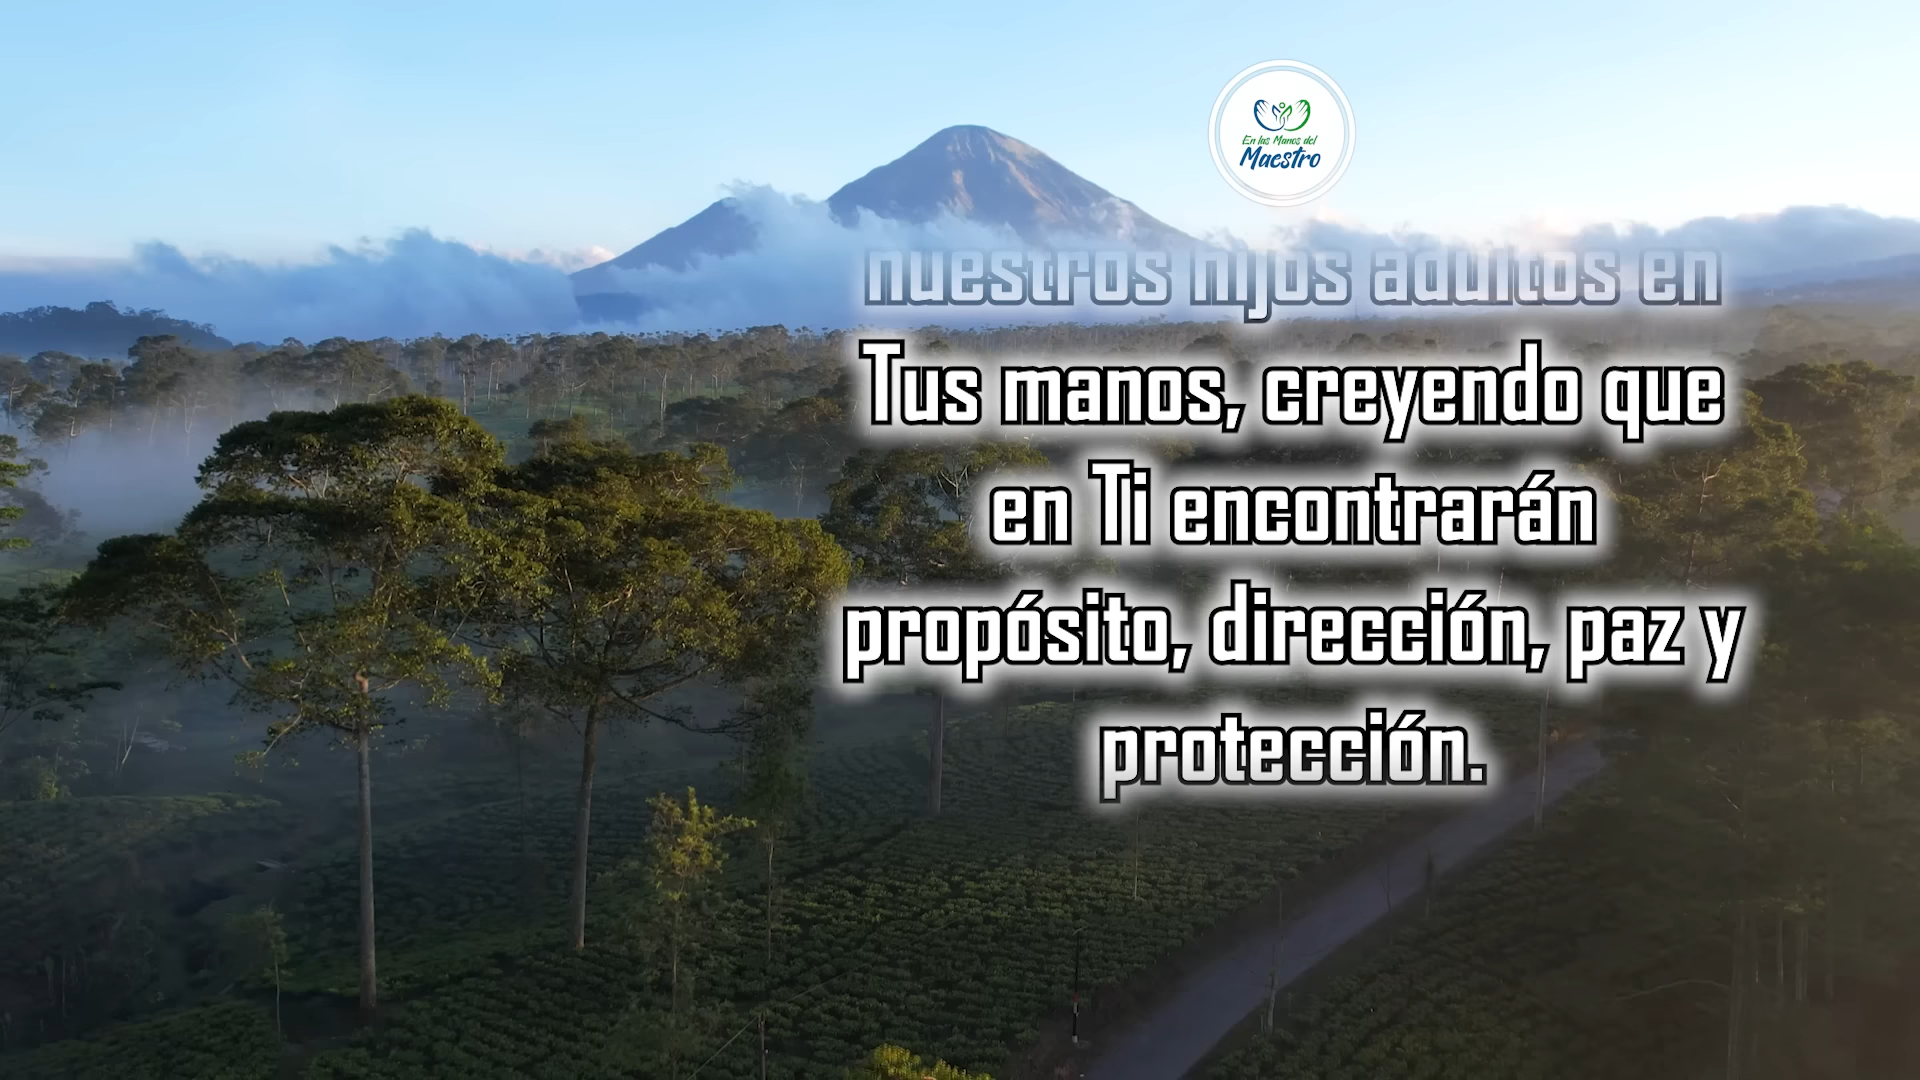 En las Manos del
Maestro
nuestros hijos adultos en
Tus manos, creyendo que
en Ti encontrarán
propósito, dirección, paz y
protección.